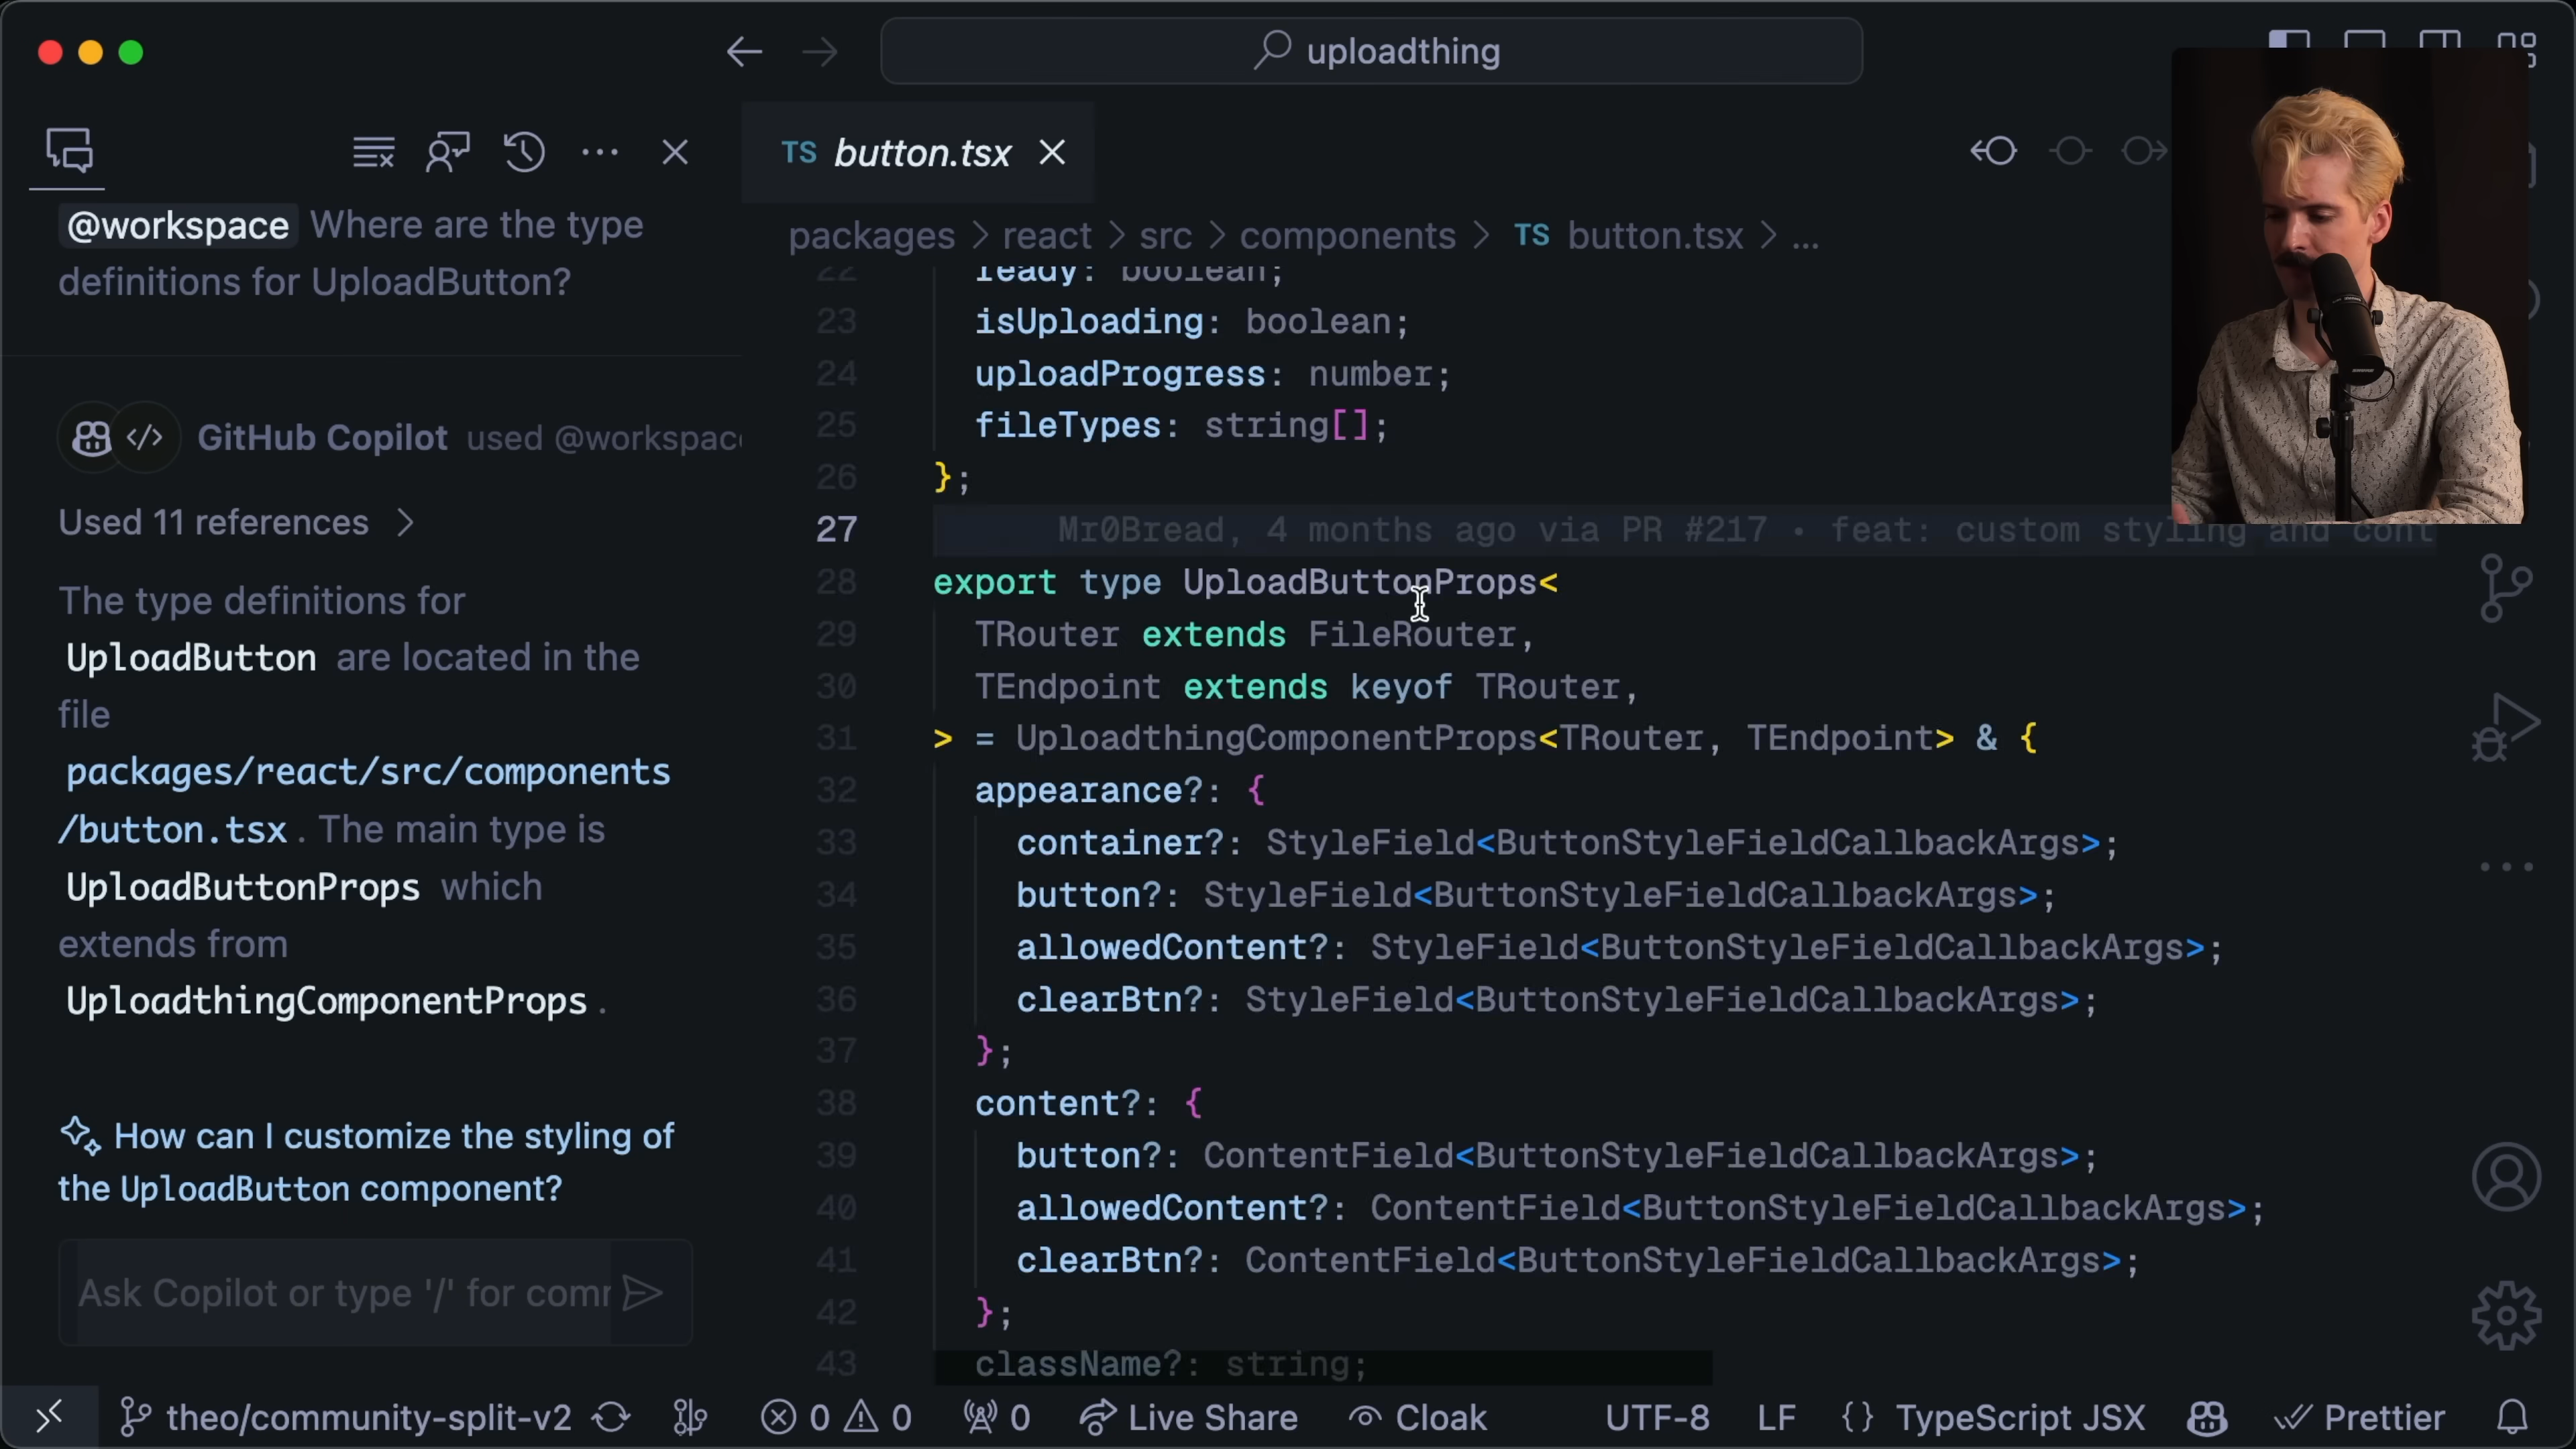 uploadthing
TS button.tsx
@workspace Where are the type
definitions for UploadButton?
GitHub Copilot used @workspac
Used 11 references
The type definitions for
UploadButton are located in the
file
packages/react/src/components
/button.tsx . The main type is
UploadButtonProps which
extends from
UploadthingComponentProps .
How can I customize the styling of
the UploadButton component?
Ask Copilot or type '/' for comm
packages > react > src > components > TS button.tsx > ...
22 ready: boolean;
23 isUploading: boolean;
24 uploadProgress: number;
25 fileTypes: string[];
26 };
27 Mr0Bread, 4 months ago via PR #217 • feat: custom styling and cont
28 export type UploadButtonProps<
29 TRouter extends FileRouter,
30 TEndpoint extends keyof TRouter,
31 > = UploadthingComponentProps<TRouter, TEndpoint> & {
32 appearance?: {
33 container?: StyleField<ButtonStyleFieldCallbackArgs>;
34 button?: StyleField<ButtonStyleFieldCallbackArgs>;
35 allowedContent?: StyleField<ButtonStyleFieldCallbackArgs>;
36 clearBtn?: StyleField<ButtonStyleFieldCallbackArgs>;
37 };
38 content?: {
39 button?: ContentField<ButtonStyleFieldCallbackArgs>;
40 allowedContent?: ContentField<ButtonStyleFieldCallbackArgs>;
41 clearBtn?: ContentField<ButtonStyleFieldCallbackArgs>;
42 };
43 className?: string;
theo/community-split-v2 0 0 0 Live Share Cloak UTF-8 LF {} TypeScript JSX Prettier